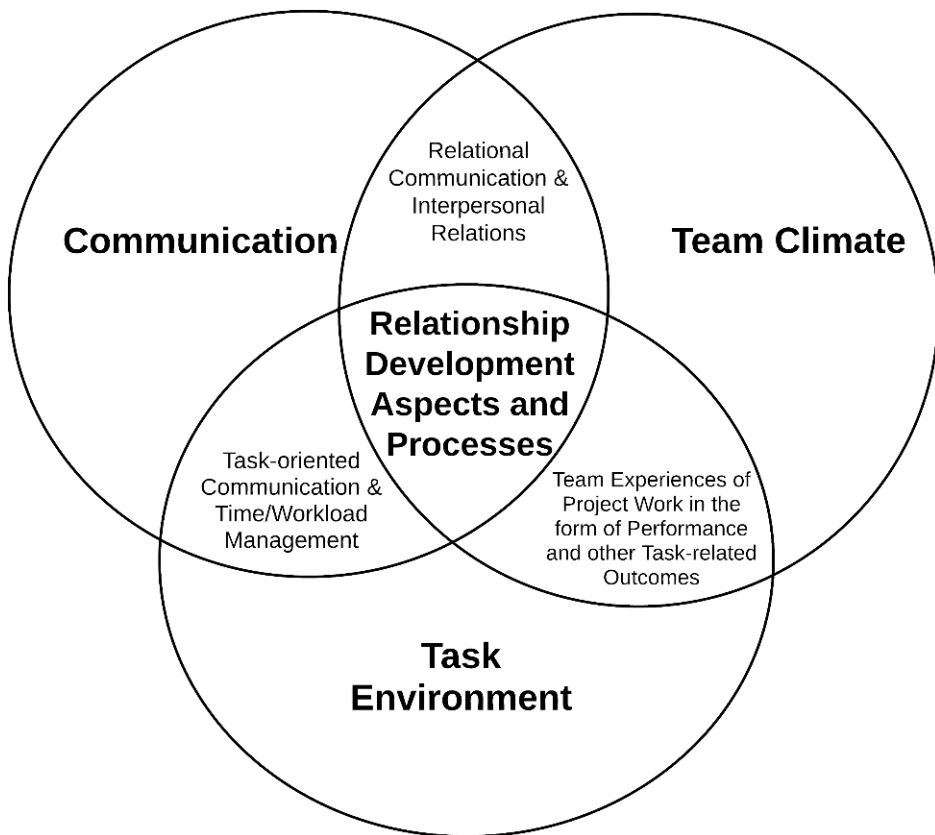 Relational
Communication &
Interpersonal
Relations
Communication
Team Climate
Relationship
Development
Aspects and
Processes
Task-oriented
Communication &
Time/Workload
Management
Team Experiences of
Project Work in the
form of Performance
and other Task-related
Outcomes
Task
Environment